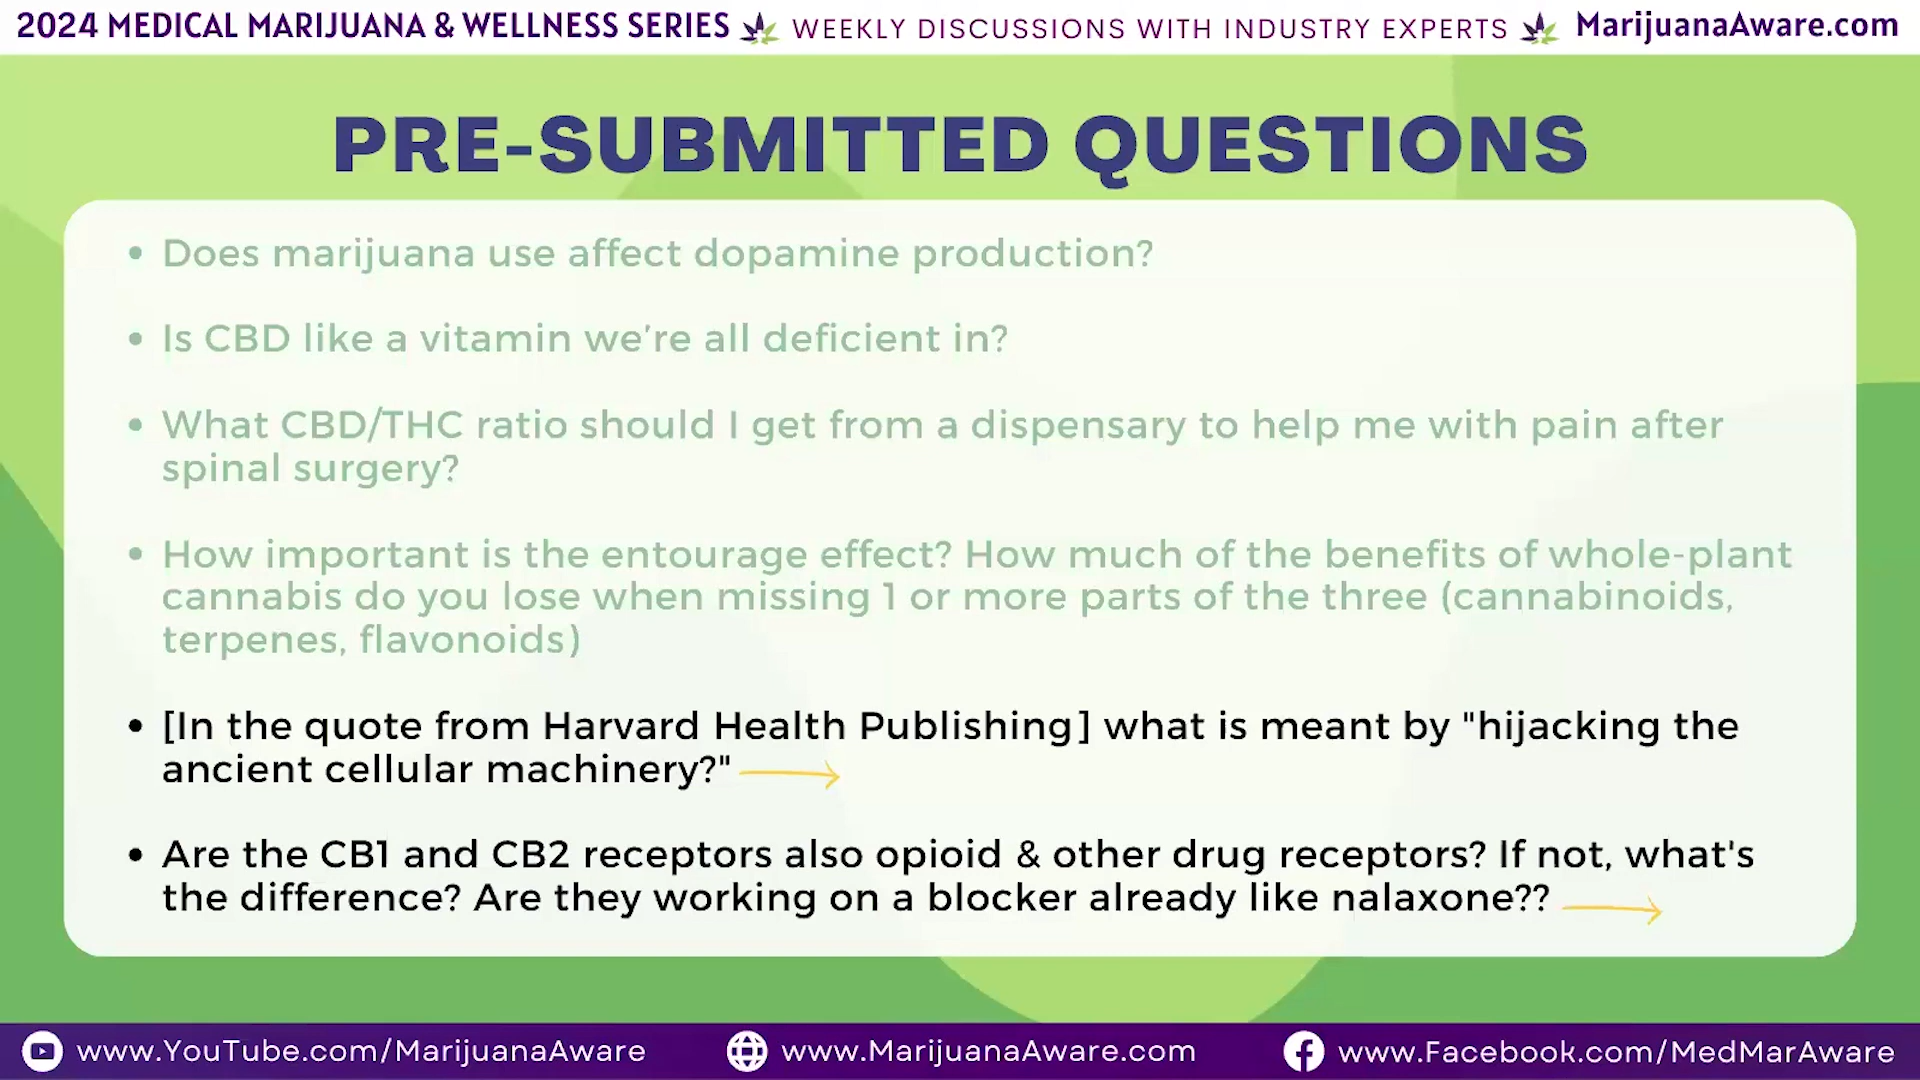 2024 MEDICAL MARIJUANA & WELLNESS SERIES WEEKLY DISCUSSIONS WITH INDUSTRY EXPERTS MarijuanaAware.com
PRE-SUBMITTED QUESTIONS
• Does marijuana use affect dopamine production?
• Is CBD like a vitamin we're all deficient in?
• What CBD/THC ratio should I get from a dispensary to help me with pain after
spinal surgery?
• How important is the entourage effect? How much of the benefits of whole-plant
cannabis do you lose when missing 1 or more parts of the three (cannabinoids,
terpenes, flavonoids)
• [In the quote from Harvard Health Publishing] what is meant by "hijacking the
ancient cellular machinery?"
• Are the CB1 and CB2 receptors also opioid & other drug receptors? If not, what's
the difference? Are they working on a blocker already like nalaxone??
www.YouTube.com/MarijuanaAware www.MarijuanaAware.com www.Facebook.com/MedMarAware